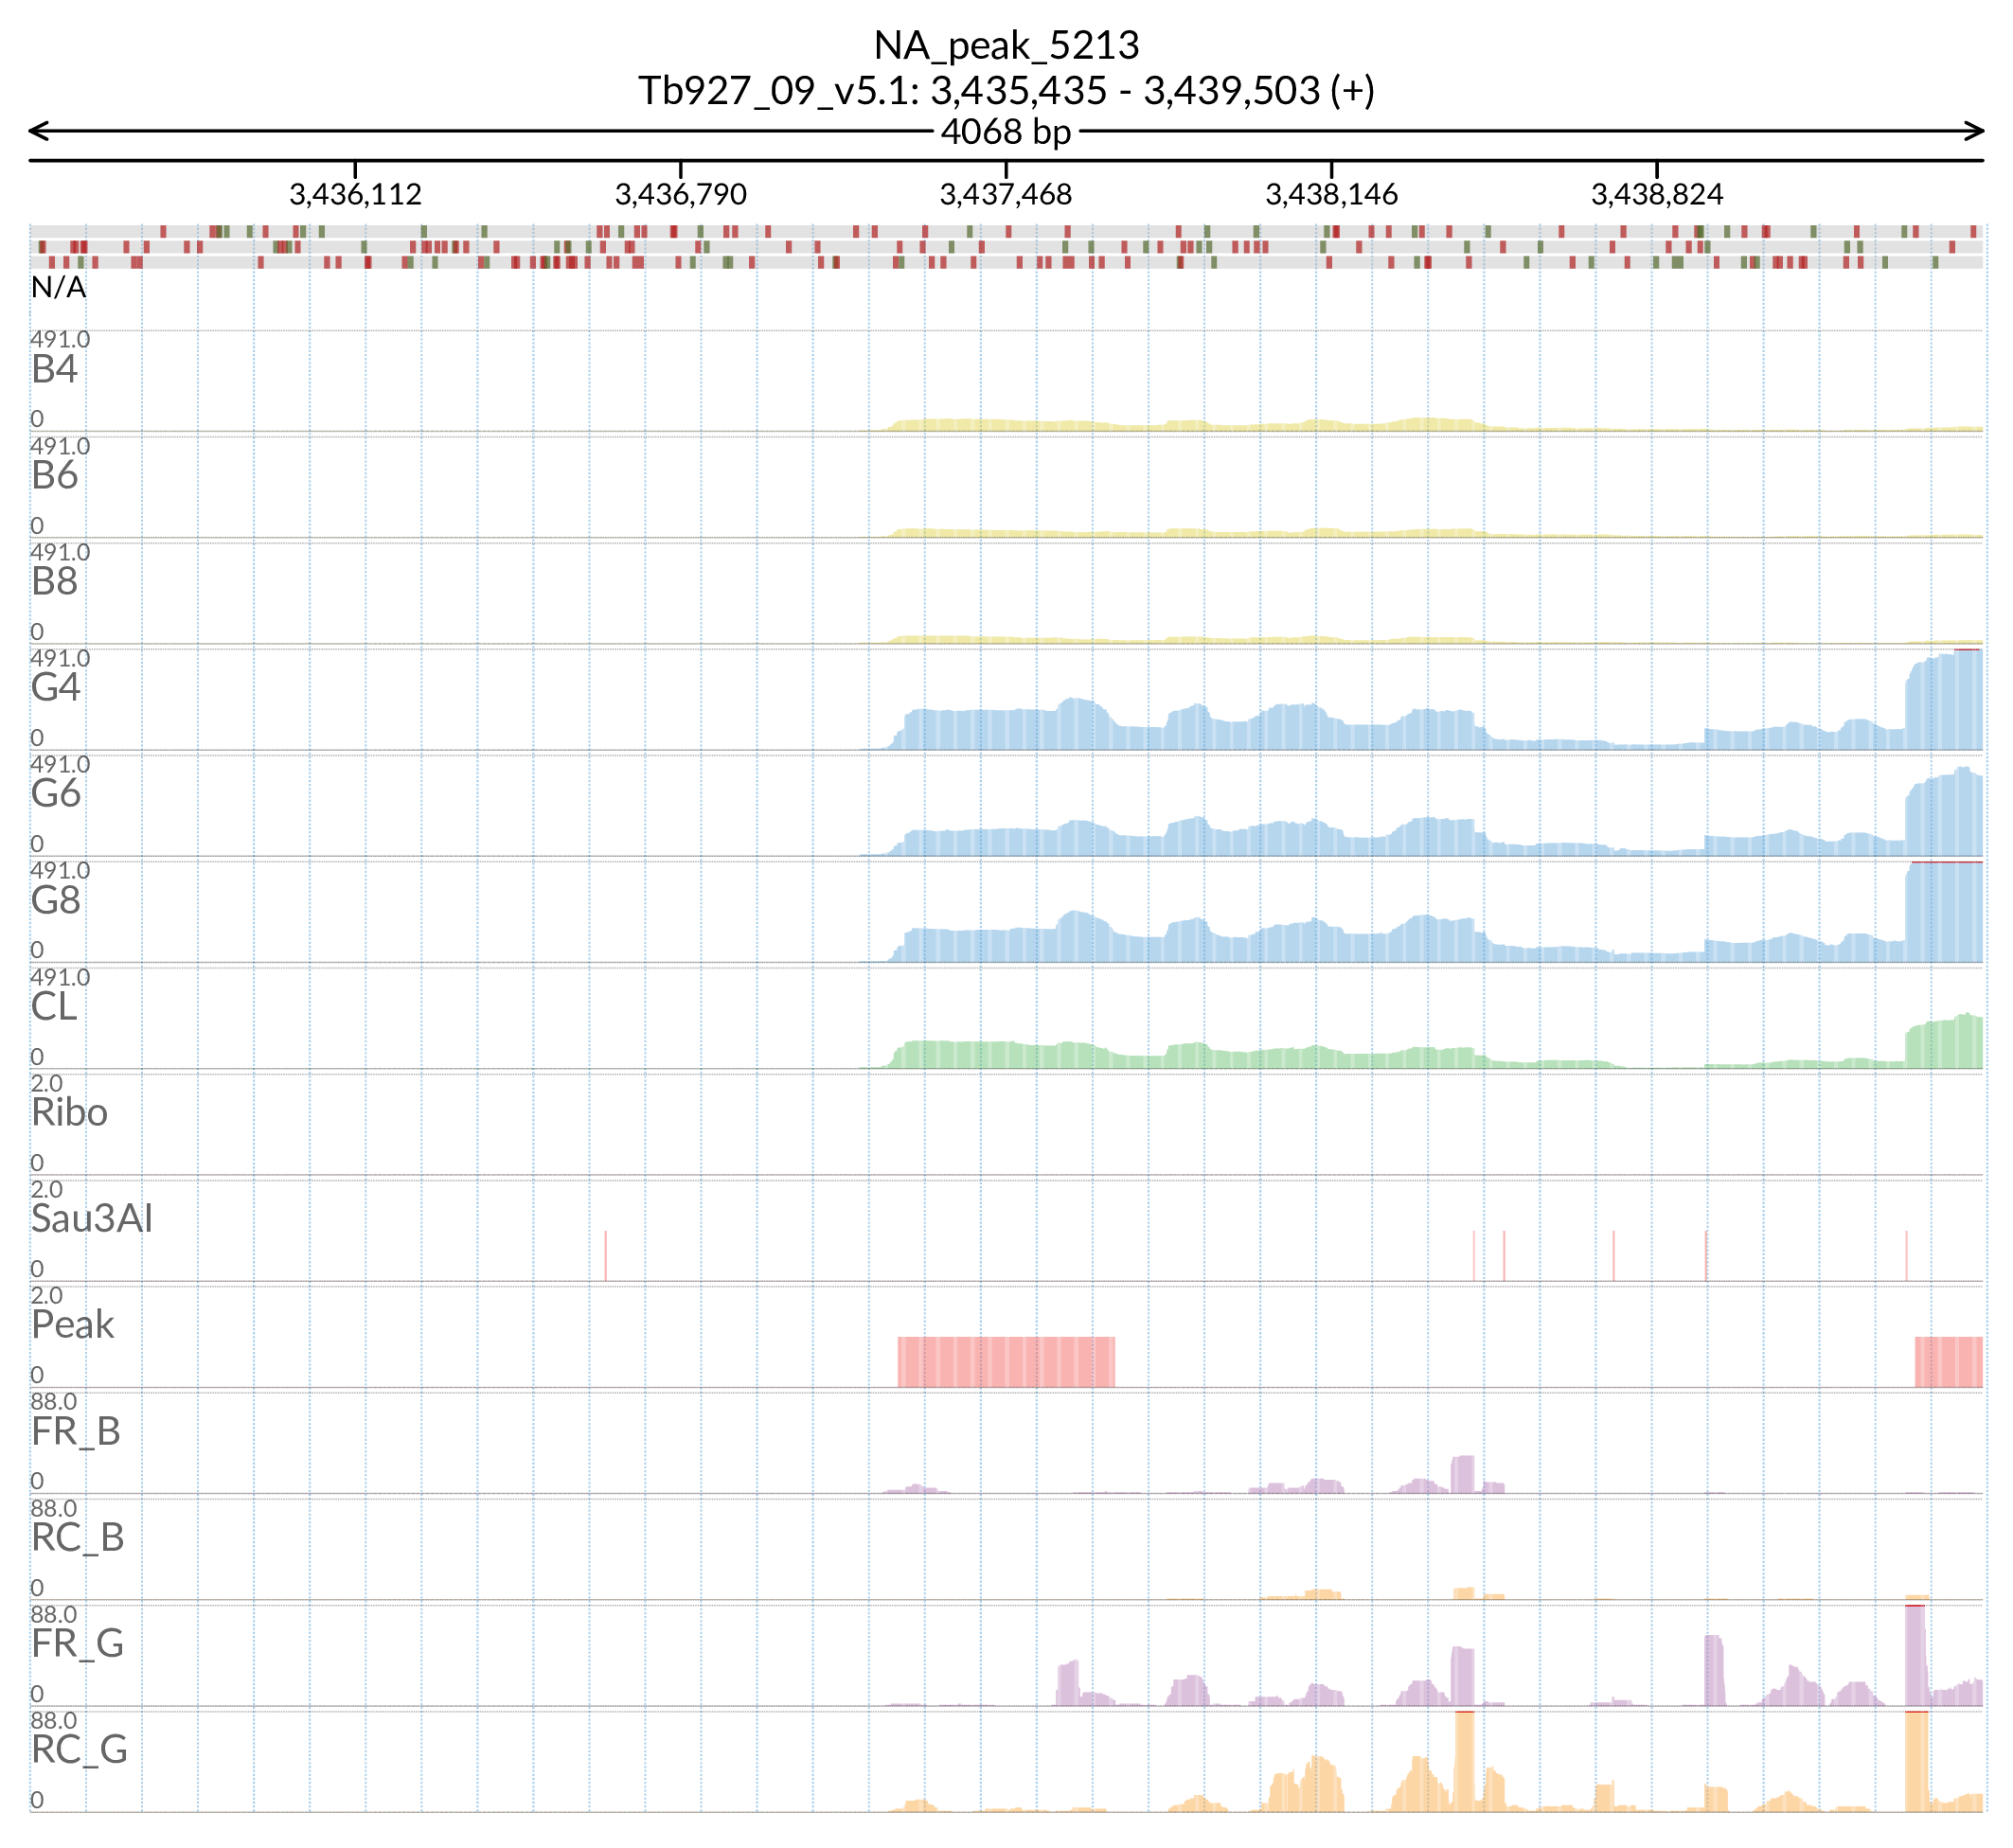 NA_peak_5213
Tb927_09_v5.1: 3,435,435 - 3,439,503 (+)
4068 bp
3,436,112 3,436,790 3,437,468 3,438,146 3,438,824
N/A
491.0
B4
0
491.0
B6
0
491.0
B8
0
491.0
G4
0
491.0
G6
0
491.0
G8
0
491.0
CL
0
2.0
Ribo
0
2.0
Sau3AI
0
2.0
Peak
0
88.0
FR_B
0
88.0
RC_B
0
88.0
FR_G
0
88.0
RC_G
0